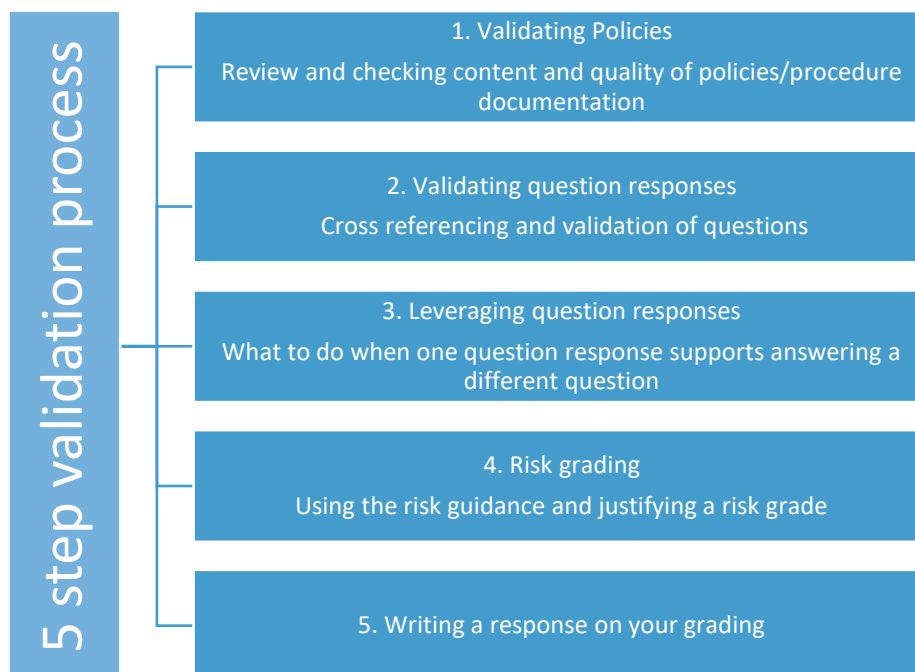 5 step validation process
1. Validating Policies
Review and checking content and quality of policies/procedure
documentation
2. Validating question responses
Cross referencing and validation of questions
3. Leveraging question responses
What to do when one question response supports answering a
different question
4. Risk grading
Using the risk guidance and justifying a risk grade
5. Writing a response on your grading